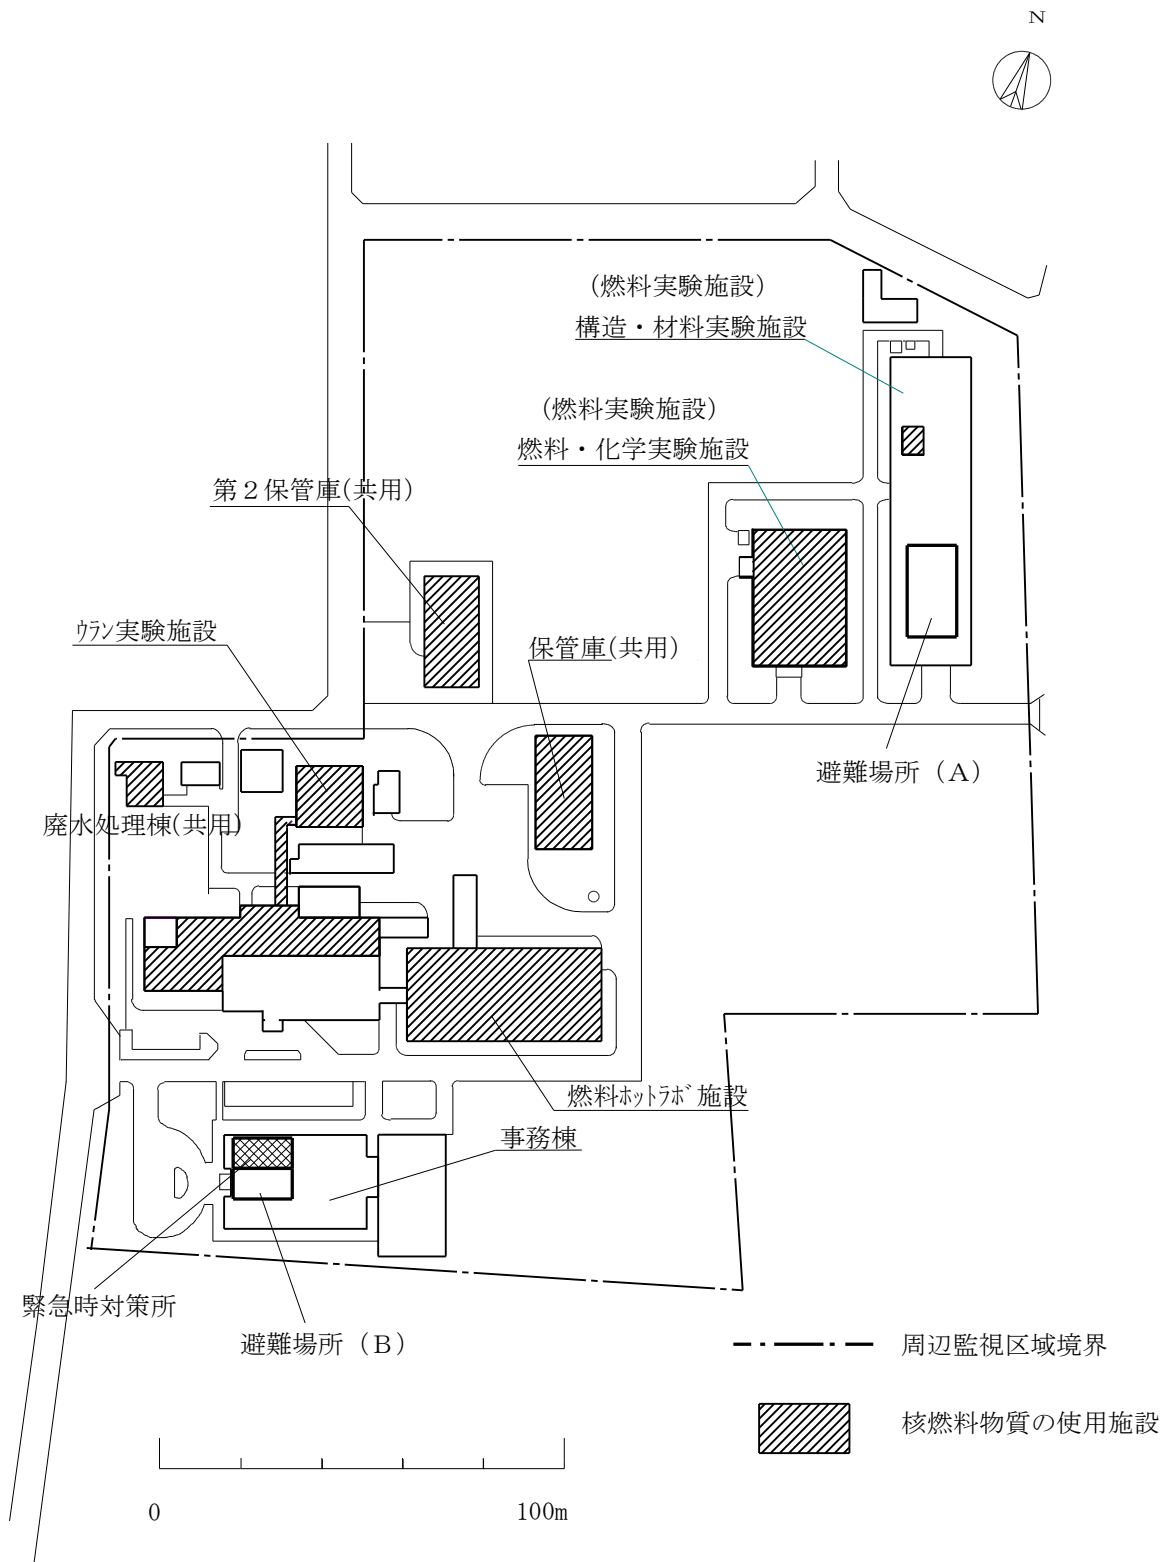 N
(燃料実験施設)
構造・材料実験施設
(燃料実験施設)
燃料・化学実験施設
第２保管庫(共用)
ｳﾗﾝ実験施設
保管庫(共用)
避難場所（A）
廃水処理棟(共用)
燃料ﾎｯﾄﾗﾎﾞ施設
事務棟
緊急時対策所
避難場所（B）
周辺監視区域境界
核燃料物質の使用施設
0
100m